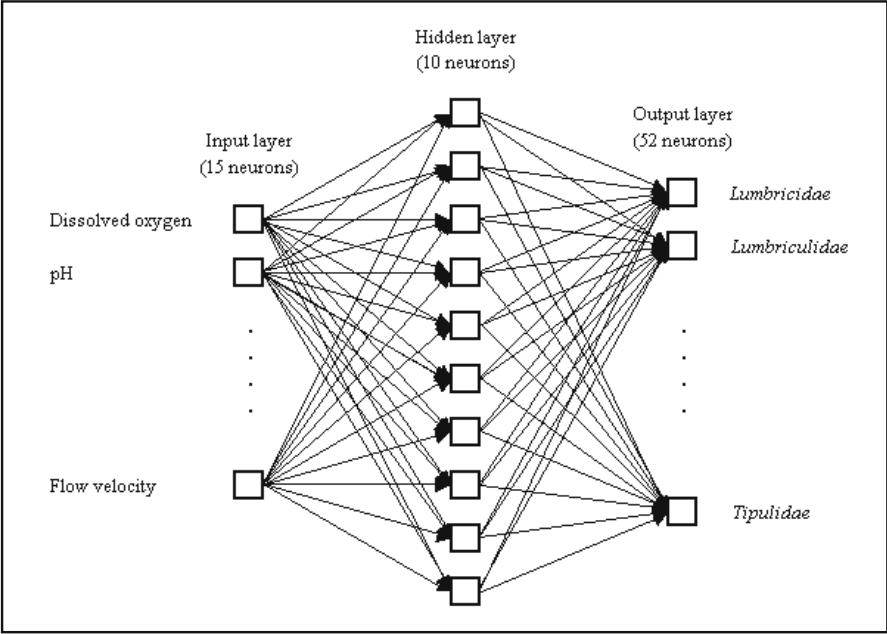 Hidden layer
(10 neurons)
Output layer
(52 neurons)
Input layer
(15 neurons)
Dissolved oxygen
pH
Flow velocity
Lumbricidae
Lumbriculidae
Tipulidae